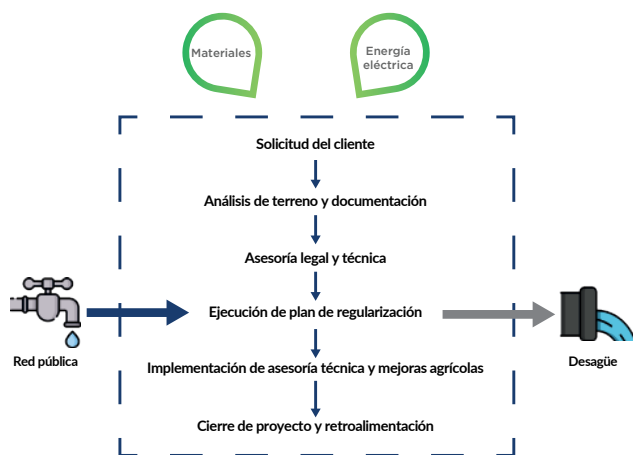 Materiales
Energía
eléctrica
Solicitud del cliente
Análisis de terreno y documentación
Asesoría legal y técnica
Ejecución de plan de regularización
Red pública
Desagüe
Implementación de asesoría técnica y mejoras agrícolas
Cierre de proyecto y retroalimentación